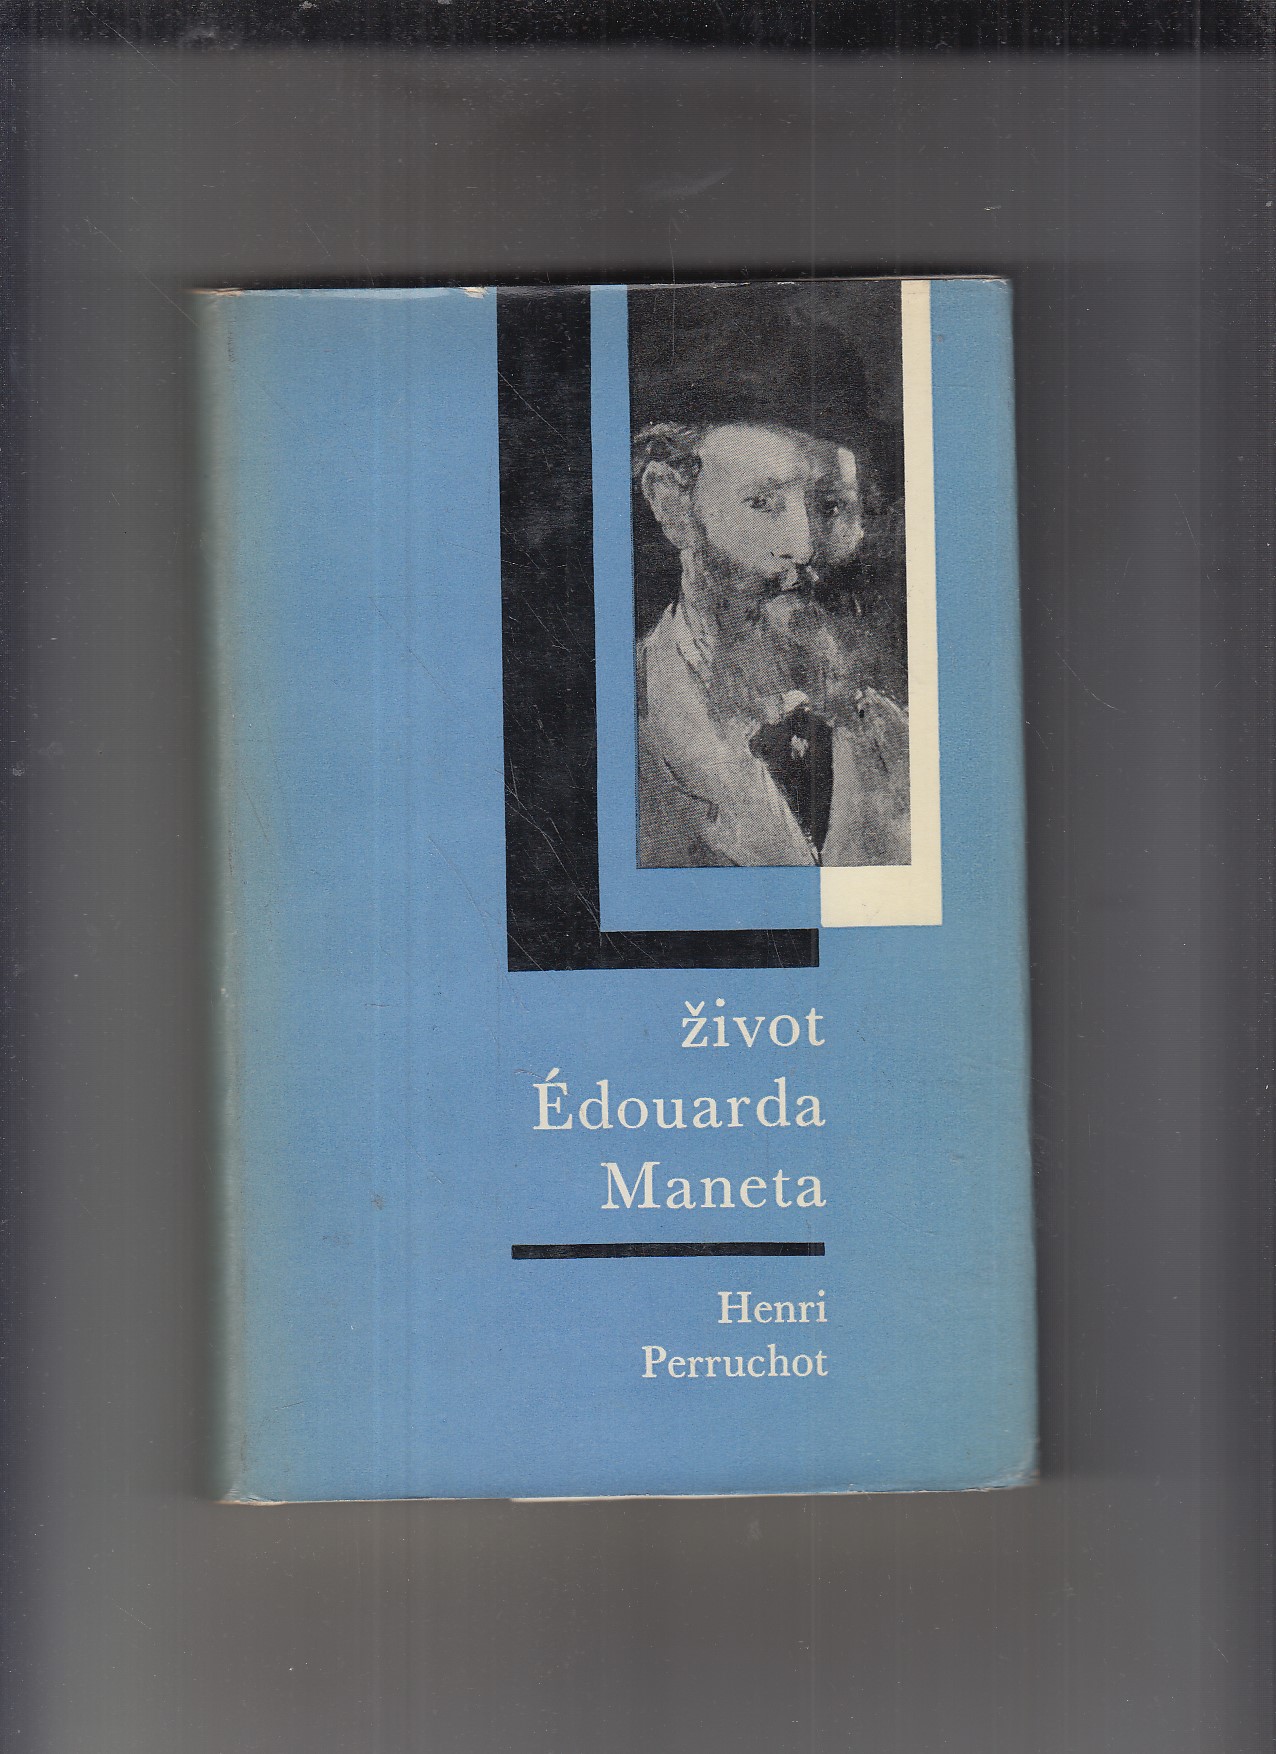 život
Édouarda
Maneta
Henri
Perruchot